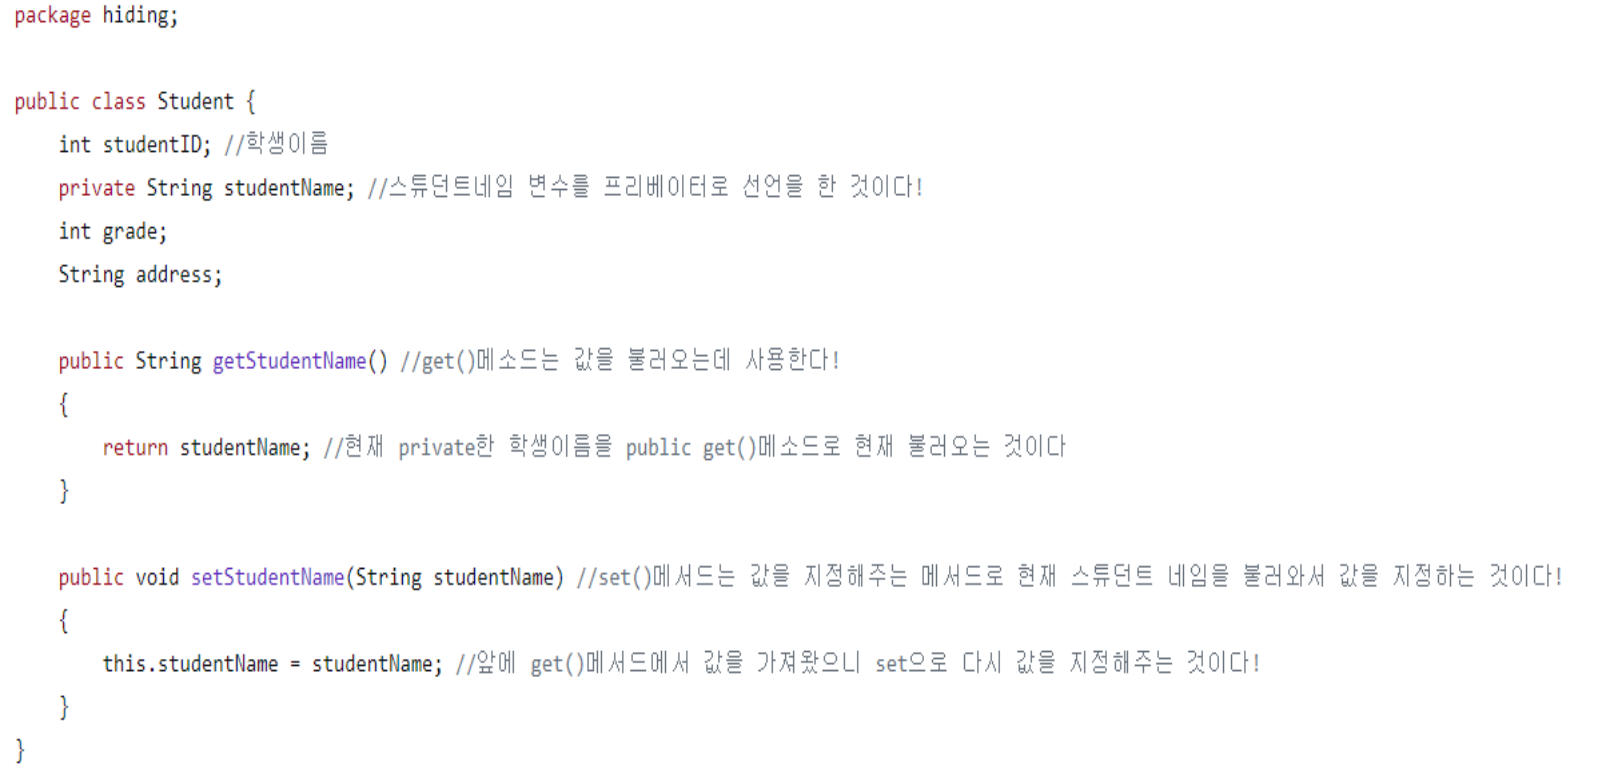 package hiding;
public class Student {
int studentID; //학생이름
private String studentName; //스튜던트네임 변수를 프리베이터로 선언을 한 것이다!
int grade;
String address;
public String getStudentName() //get()메소드는 값을 불러오는데 사용한다!
{
return studentName; //현재 private한 학생이름을 public get()메소드로 현재 불러오는 것이다
}
public void setStudentName(String studentName) //set()메서드는 값을 지정해주는 메서드로 현재 스튜던트 네임을 불러와서 값을 지정하는 것이다!
{
this.studentName = studentName; //앞에 get()메서드에서 값을 가져왔으니 set으로 다시 값을 지정해주는 것이다!
}
}